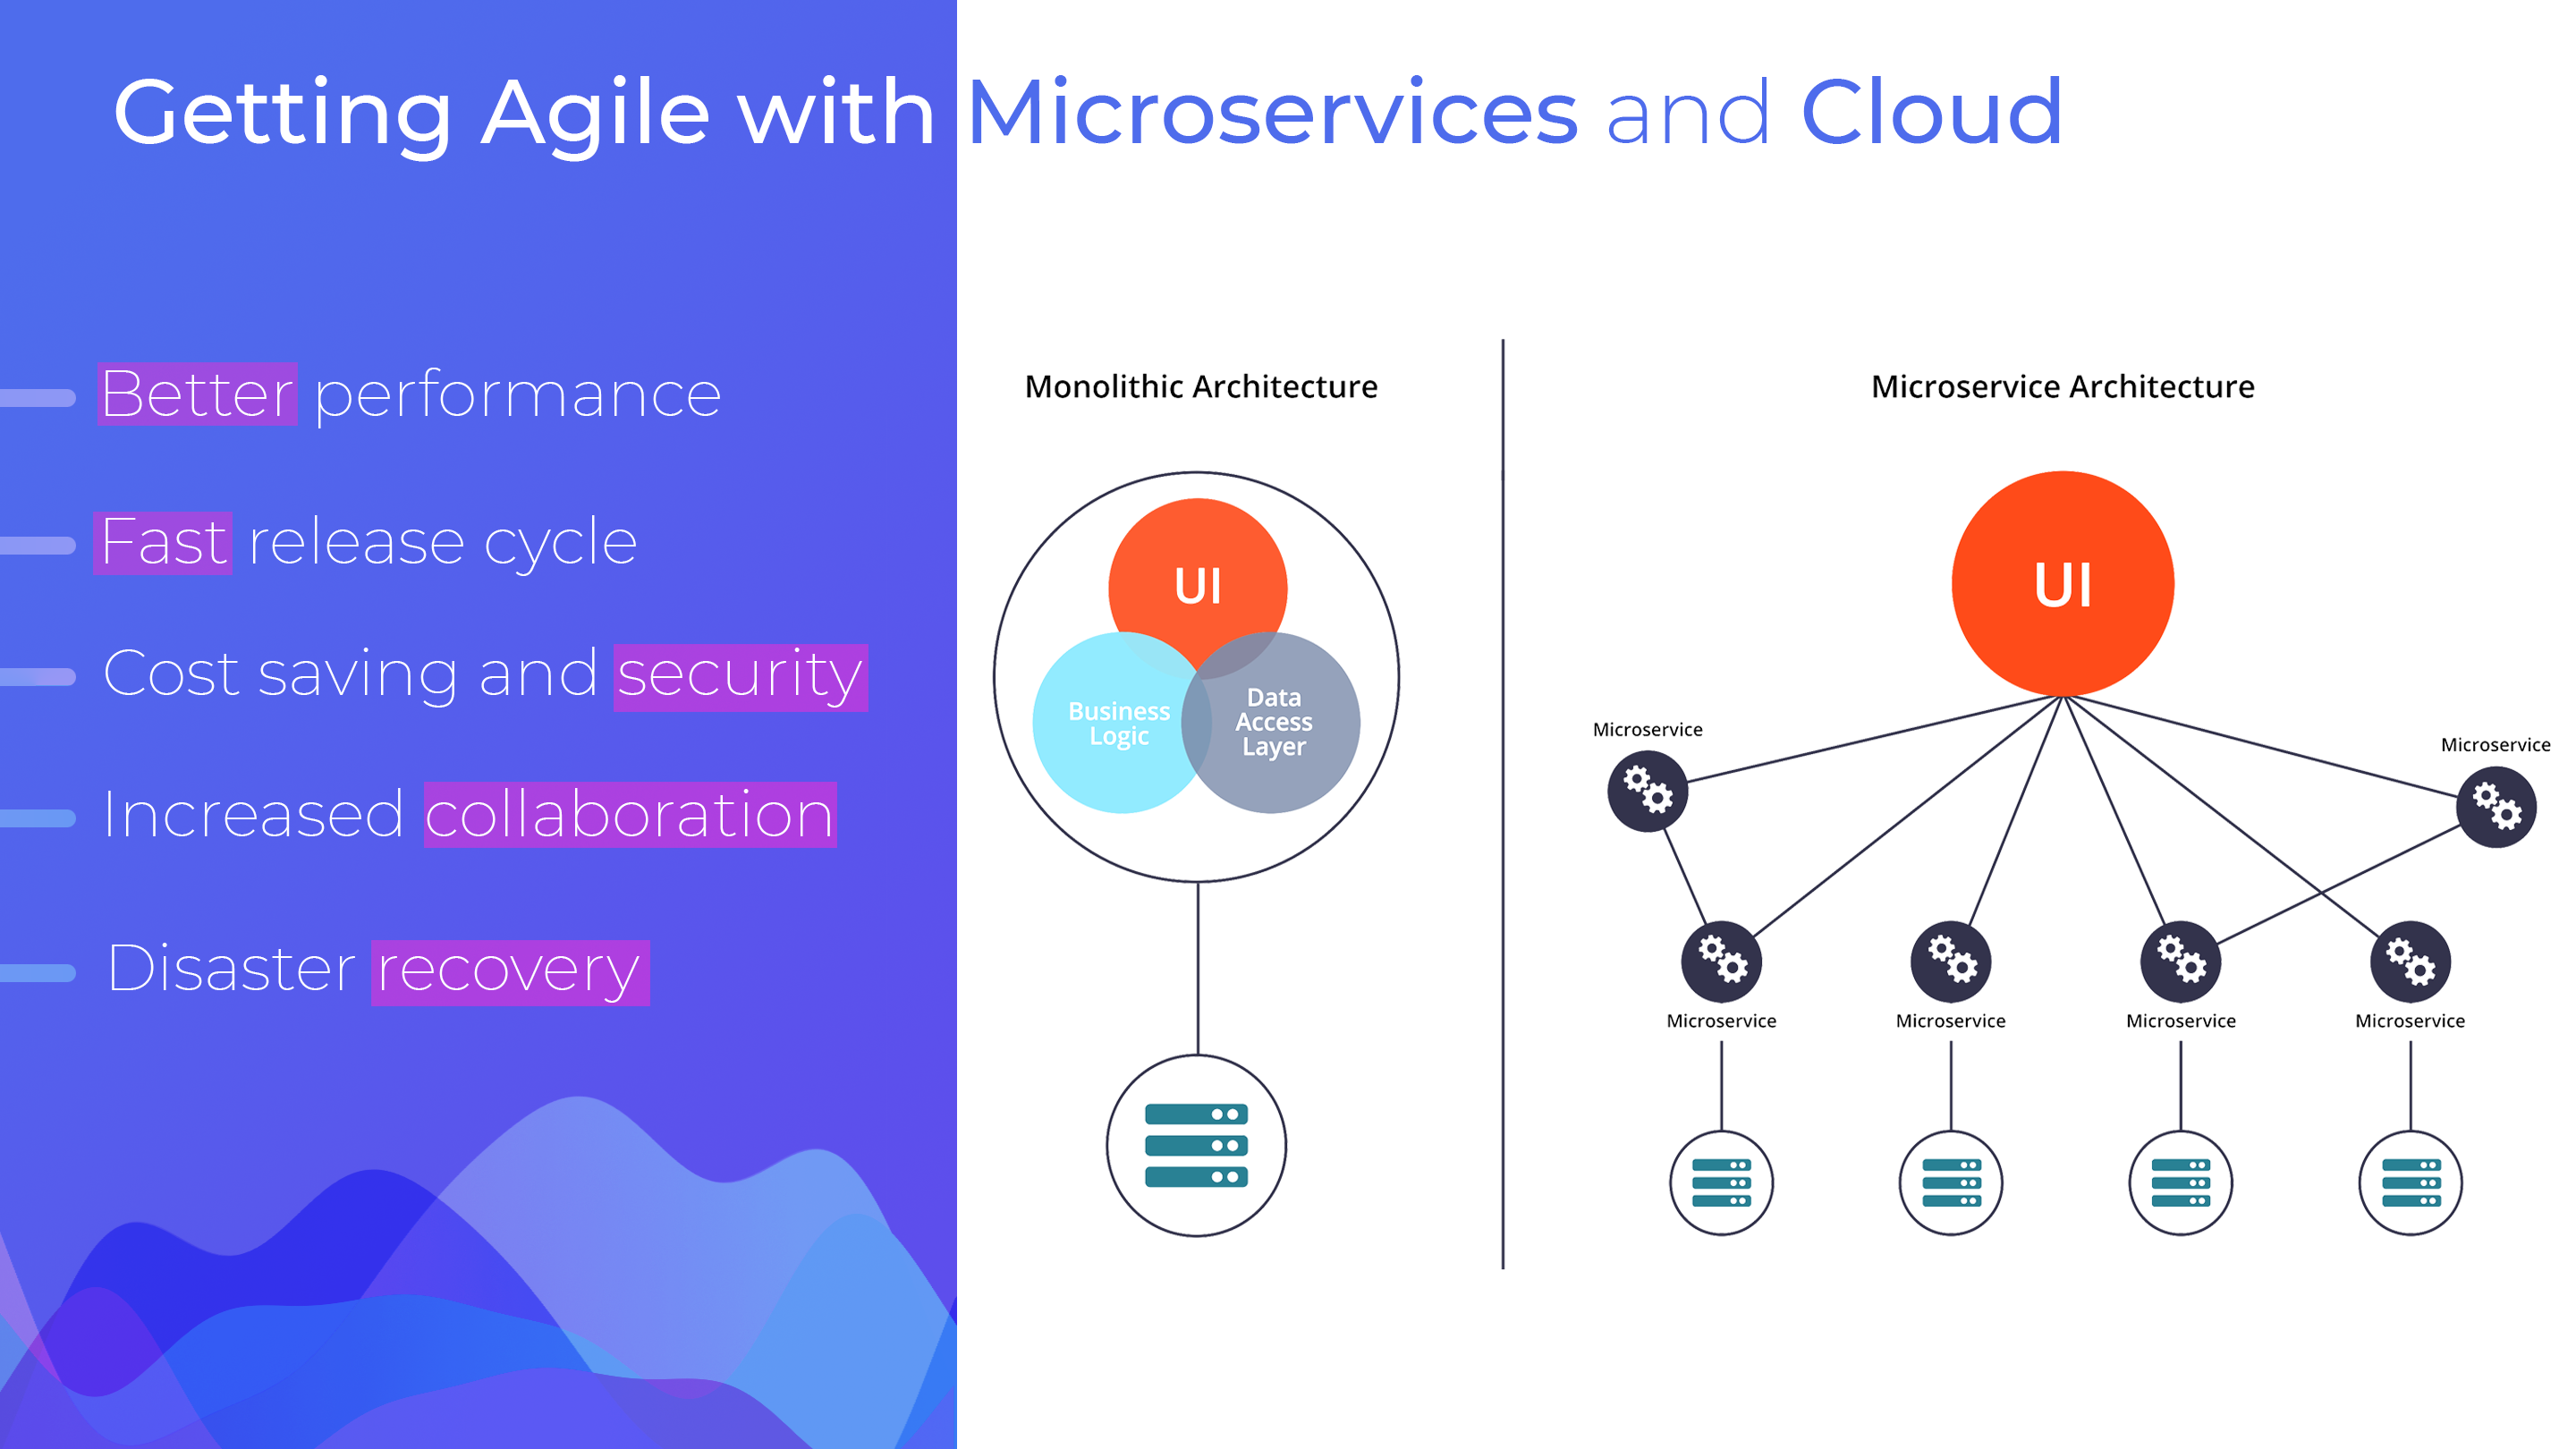 Getting Agile with Microservices and Cloud
Better performance
Fast release cycle
Cost saving and security
Increased collaboration
Disaster recovery
Monolithic Architecture
UI
Business
Logic
Data
Access
Layer
Microservice Architecture
UI
Microservice
Microservice
Microservice
Microservice
Microservice
Microservice